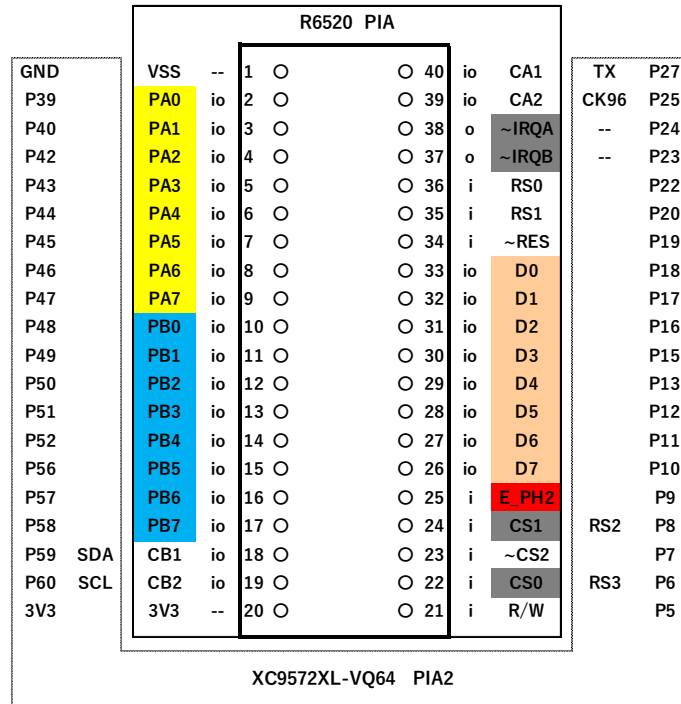 R6520 PIA
GND VSS -- 1 40 io CA1 TX P27
P39 PA0 io 2 39 io CA2 CK96 P25
P40 PA1 io 3 38 o ~IRQA -- P24
P42 PA2 io 4 37 o ~IRQB -- P23
P43 PA3 io 5 36 i RS0 P22
P44 PA4 io 6 35 i RS1 P20
P45 PA5 io 7 34 i ~RES P19
P46 PA6 io 8 33 io D0 P18
P47 PA7 io 9 32 io D1 P17
P48 PB0 io 10 31 io D2 P16
P49 PB1 io 11 30 io D3 P15
P50 PB2 io 12 29 io D4 P13
P51 PB3 io 13 28 io D5 P12
P52 PB4 io 14 27 io D6 P11
P56 PB5 io 15 26 io D7 P10
P57 PB6 io 16 25 i E_PH2 P9
P58 PB7 io 17 24 i CS1 RS2 P8
P59 SDA CB1 io 18 23 i ~CS2 P7
P60 SCL CB2 io 19 22 i CS0 RS3 P6
3V3 3V3 -- 20 21 i R/W P5
XC9572XL-VQ64 PIA2